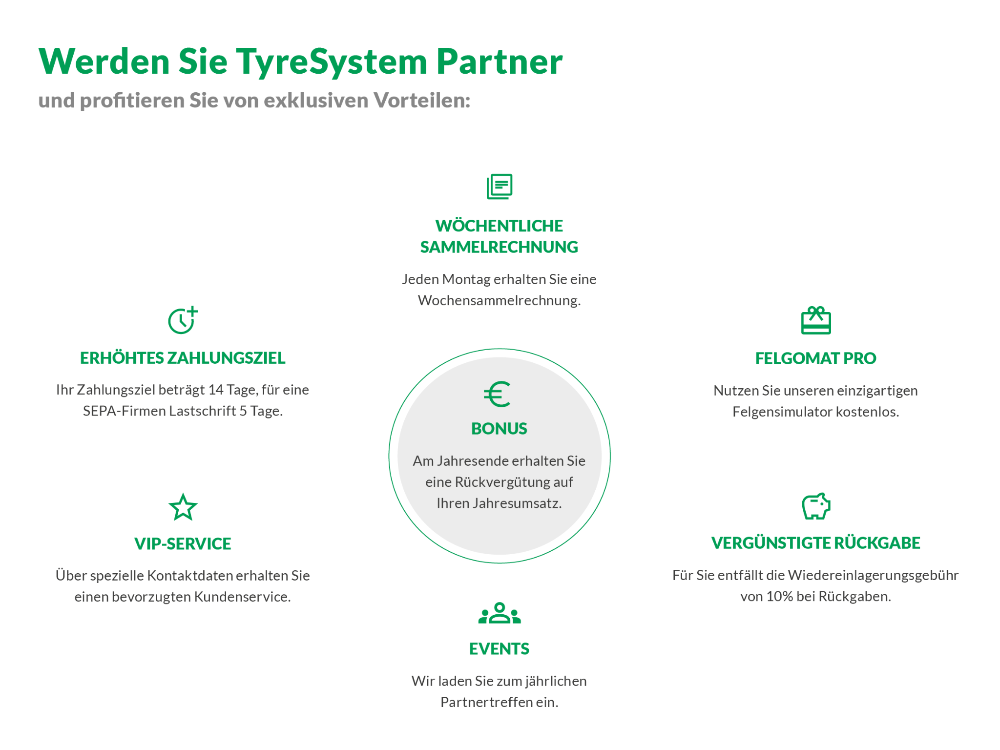 Werden Sie TyreSystem Partner
und profitieren Sie von exklusiven Vorteilen:
WÖCHENTLICHE
SAMMELRECHNUNG
Jeden Montag erhalten Sie eine
Wochensammelrechnung.
ERHÖHTES ZAHLUNGSZIEL
Ihr Zahlungsziel beträgt 14 Tage, für eine
SEPA-Firmen Lastschrift 5 Tage.
FELGOMAT PRO
Nutzen Sie unseren einzigartigen
Felgensimulator kostenlos.
€
BONUS
Am Jahresende erhalten Sie
eine Rückvergütung auf
Ihren Jahresumsatz.
VIP-SERVICE
Über spezielle Kontaktdaten erhalten Sie
einen bevorzugten Kundenservice.
VERGÜNSTIGTE RÜCKGABE
Für Sie entfällt die Wiedereinlagerungsgebühr
von 10% bei Rückgaben.
EVENTS
Wir laden Sie zum jährlichen
Partnertreffen ein.